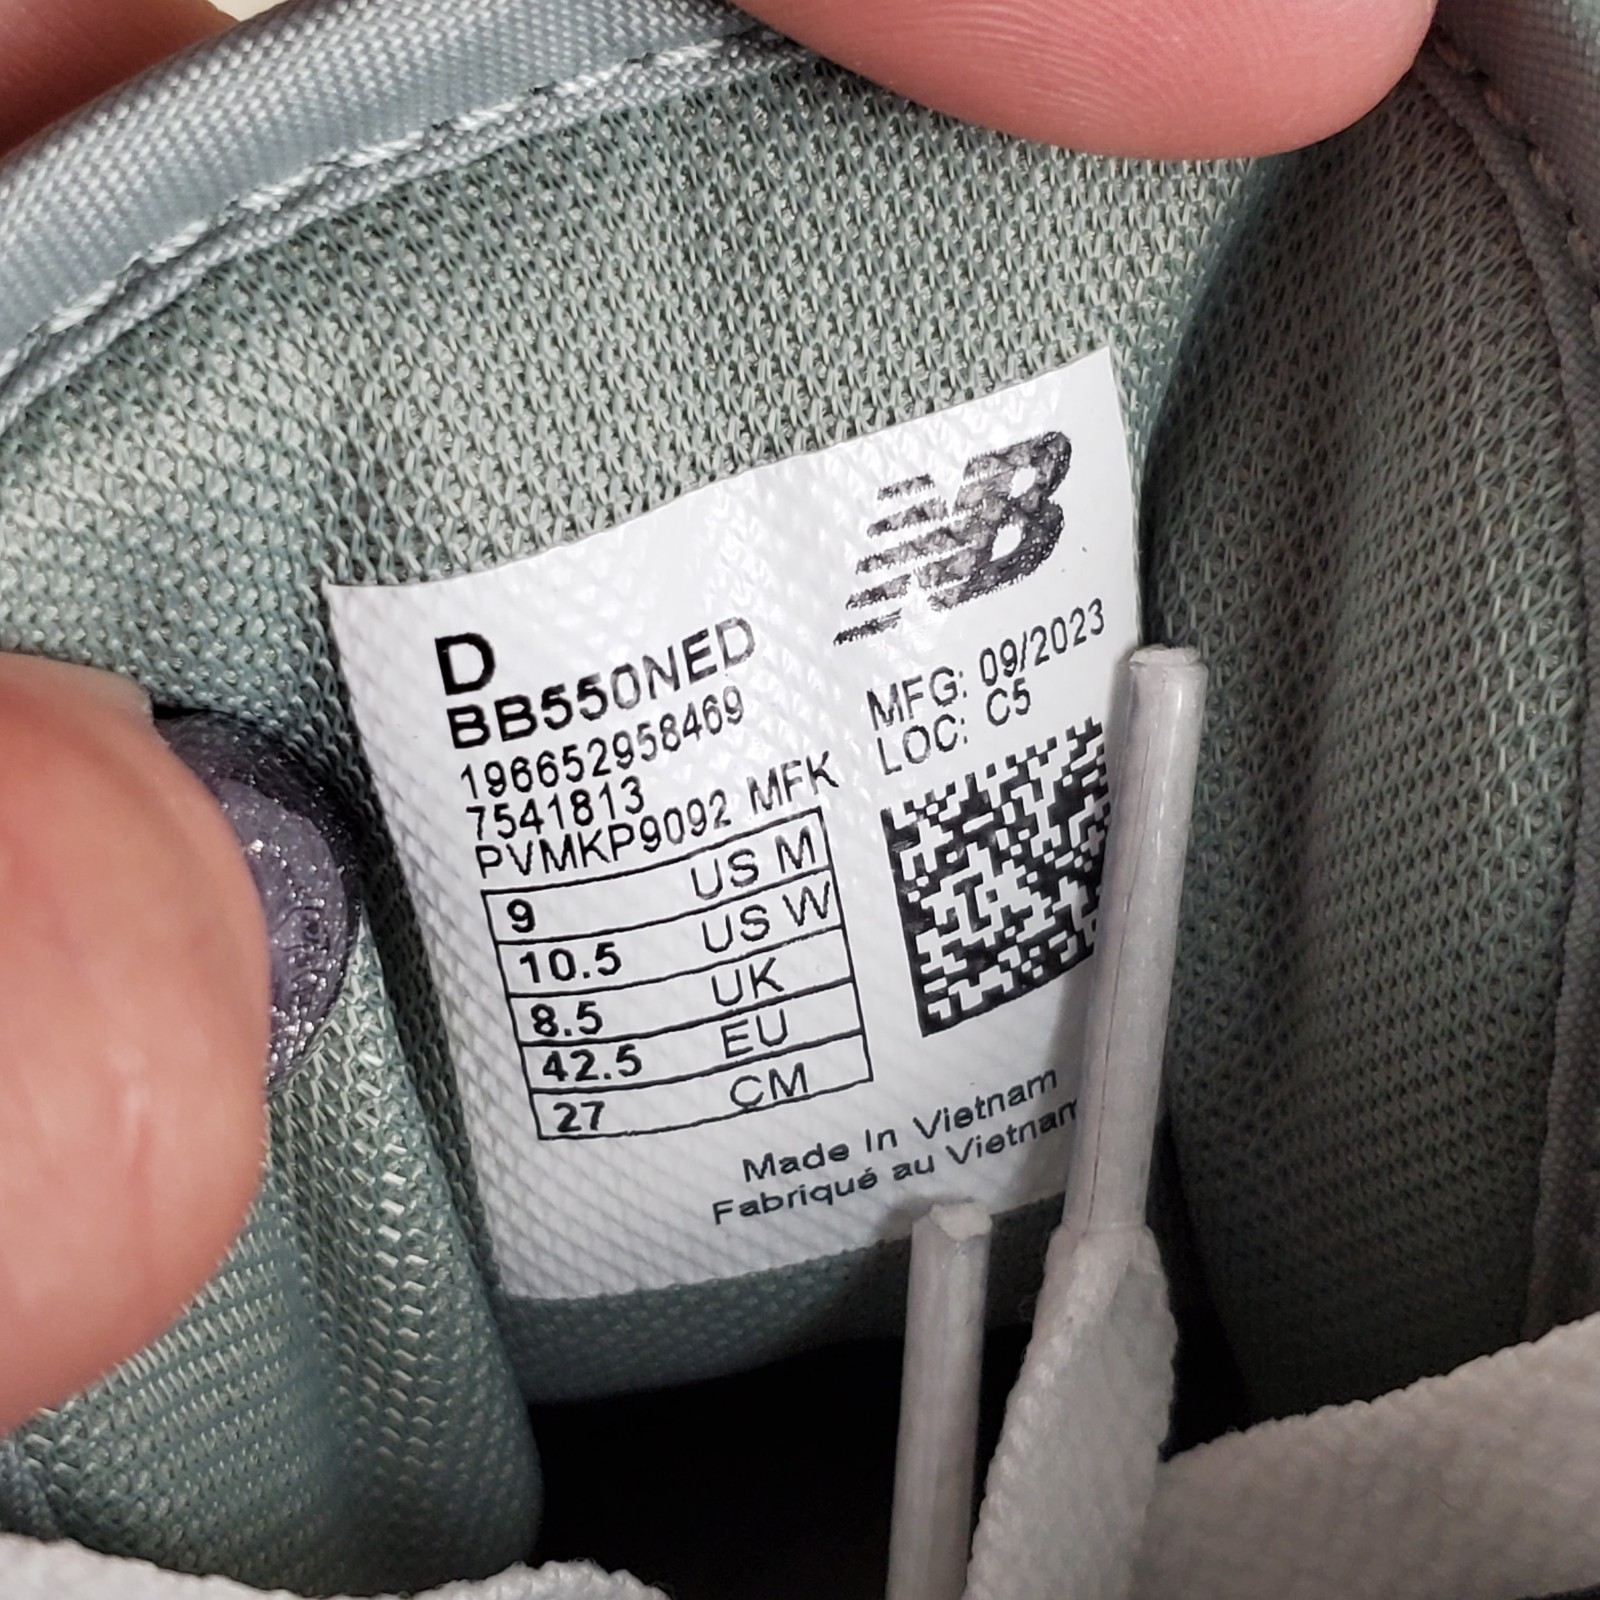 NB
D
BB550NED
196652958469
7541813
PVMKP9092 MFK
MFG: 09/2023
LOC: C5
9 US M
10.5 US W
8.5 UK
42.5 EU
27 CM
Made In Vietnam
Fabriqué au Vietnam